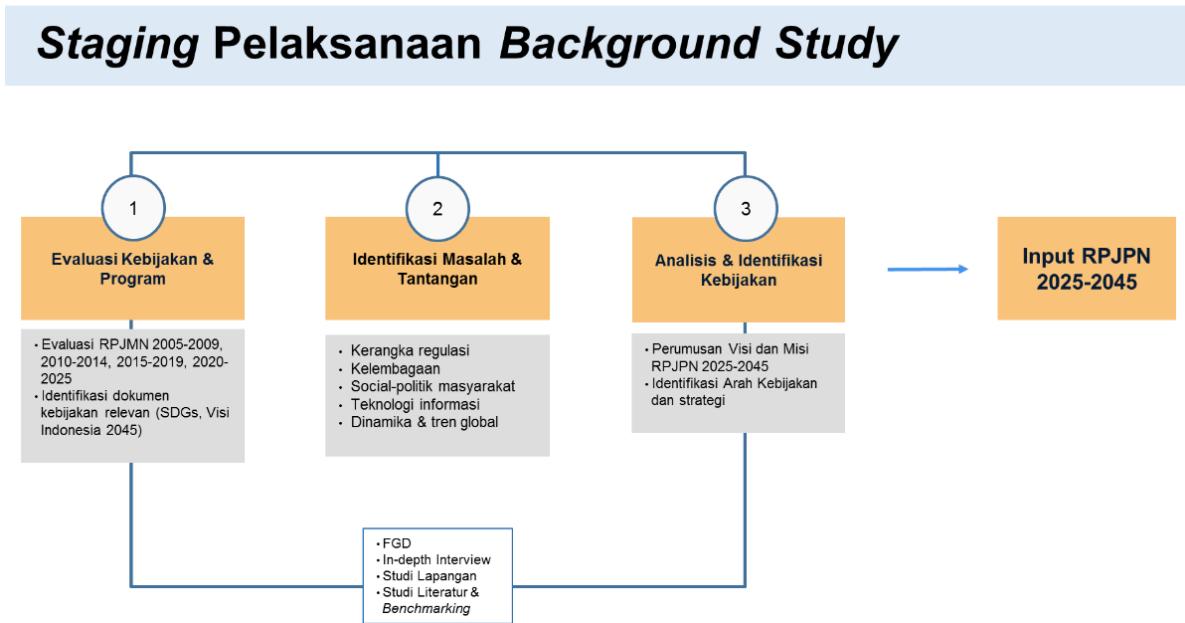 Staging Pelaksanaan Background Study
1
Evaluasi Kebijakan &
Program
• Evaluasi RPJMN 2005-2009,
2010-2014, 2015-2019, 2020-
2025
• Identifikasi dokumen
kebijakan relevan (SDGs, Visi
Indonesia 2045)
2
Identifikasi Masalah &
Tantangan
• Kerangka regulasi
• Kelembagaan
• Social-politik masyarakat
• Teknologi informasi
• Dinamika & tren global
3
Analisis & Identifikasi
Kebijakan
• Perumusan Visi dan Misi
RPJPN 2025-2045
• Identifikasi Arah Kebijakan
dan strategi
Input RPJPN
2025-2045
• FGD
• In-depth Interview
• Studi Lapangan
• Studi Literatur &
Benchmarking